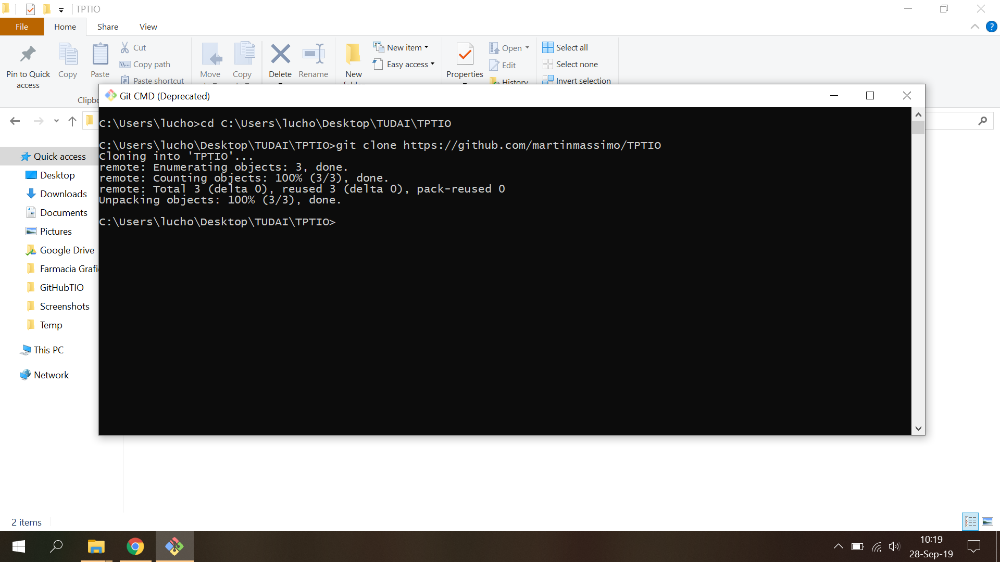 TPTIO
File Home Share View
Pin to Quick access
Copy
Paste
Cut
Copy path
Paste shortcut
Move
Copy
Delete
Rename
New
New item
Easy access
Properties
Open
Edit
History
Select all
Select none
Invert selection
Git CMD (Deprecated)
C:\Users\lucho>cd C:\Users\lucho\Desktop\TUDAI\TPTIO
C:\Users\lucho\Desktop\TUDAI\TPTIO>git clone https://github.com/martinmassimo/TPTIO
Cloning into 'TPTIO'...
remote: Enumerating objects: 3, done.
remote: Counting objects: 100% (3/3), done.
remote: Total 3 (delta 0), reused 3 (delta 0), pack-reused 0
Unpacking objects: 100% (3/3), done.
C:\Users\lucho\Desktop\TUDAI\TPTIO>
Quick access
Desktop
Downloads
Documents
Pictures
Google Drive
Farmacia Grafi
GitHubTIO
Screenshots
Temp
This PC
Network
2 items
10:19
28-Sep-19